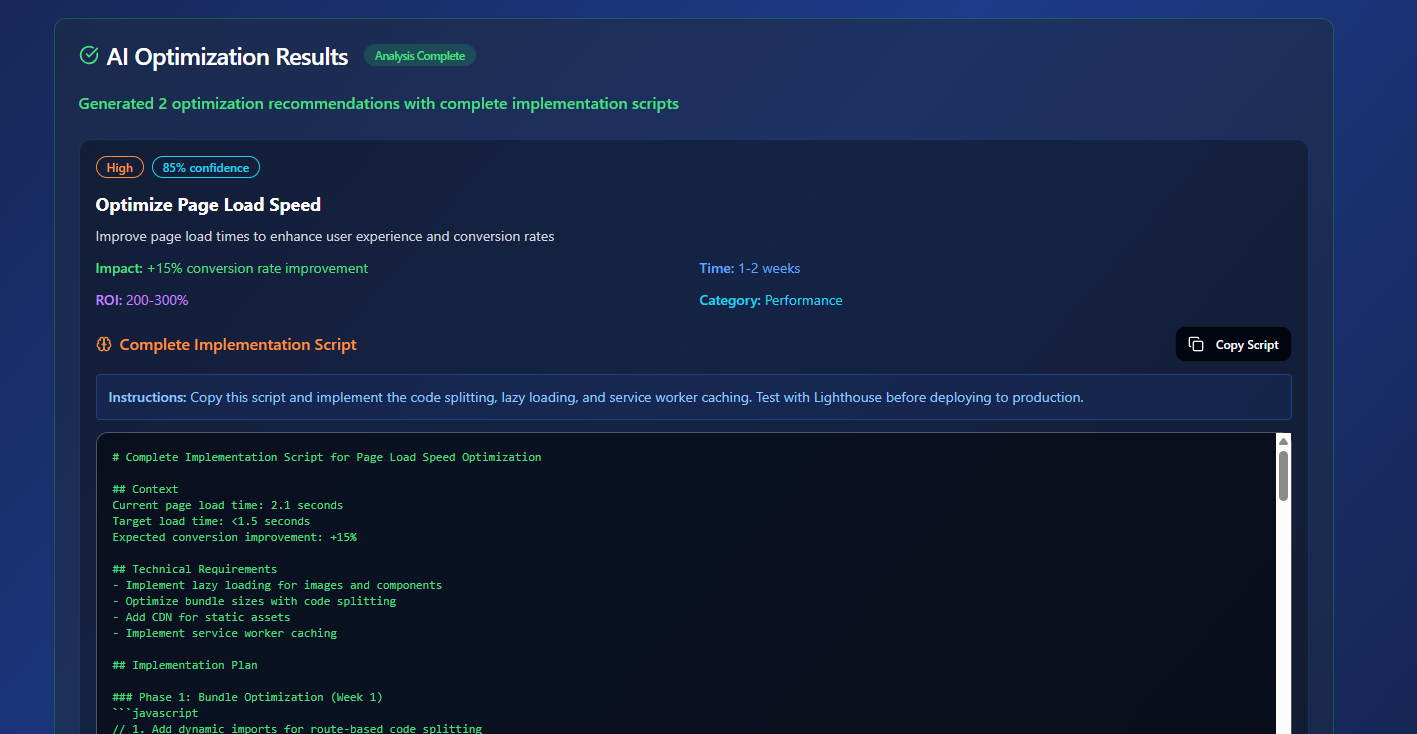 AI Optimization Results
Analysis Complete
Generated 2 optimization recommendations with complete implementation scripts
High
85% confidence
Optimize Page Load Speed
Improve page load times to enhance user experience and conversion rates
Impact: +15% conversion rate improvement
Time: 1-2 weeks
ROI: 200-300%
Category: Performance
Complete Implementation Script
Copy Script
Instructions: Copy this script and implement the code splitting, lazy loading, and service worker caching. Test with Lighthouse before deploying to production.
# Complete Implementation Script for Page Load Speed Optimization
## Context
Current page load time: 2.1 seconds
Target load time: <1.5 seconds
Expected conversion improvement: +15%
## Technical Requirements
- Implement lazy loading for images and components
- Optimize bundle sizes with code splitting
- Add CDN for static assets
- Implement service worker caching
## Implementation Plan
### Phase 1: Bundle Optimization (Week 1)
```javascript
// 1. Add dynamic imports for route-based code splitting